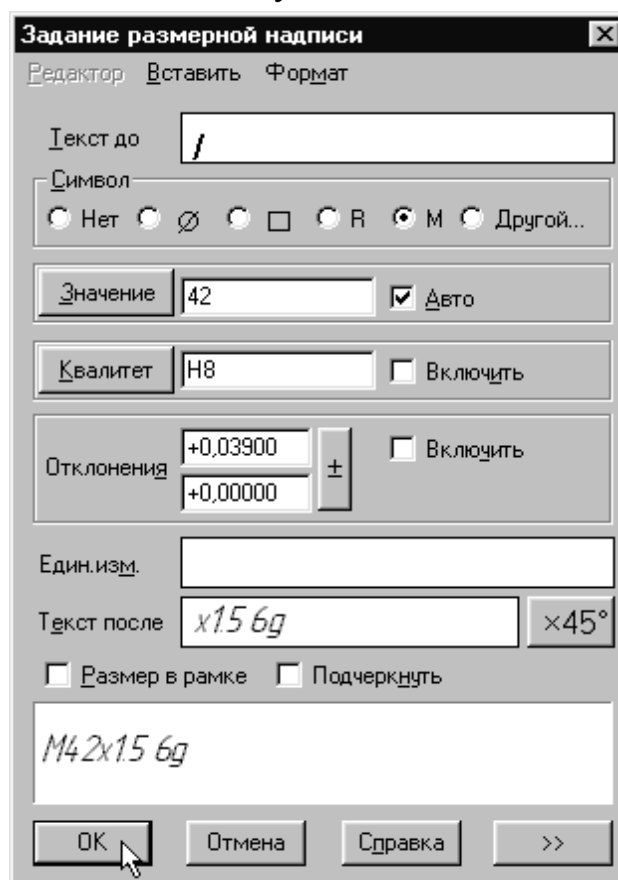 Задание размерной надписи
Редактор Вставить Формат
Текст до
Символ
Нет ∅ □ R М Другой...
Значение 42 Авто
Квалитет H8 Включить
Отклонения +0,03900 ± Включить
+0,00000
Един.изм.
Текст после x1.5 6g ×45°
Размер в рамке Подчеркнуть
M42x1.5 6g
OK Отмена Справка >>